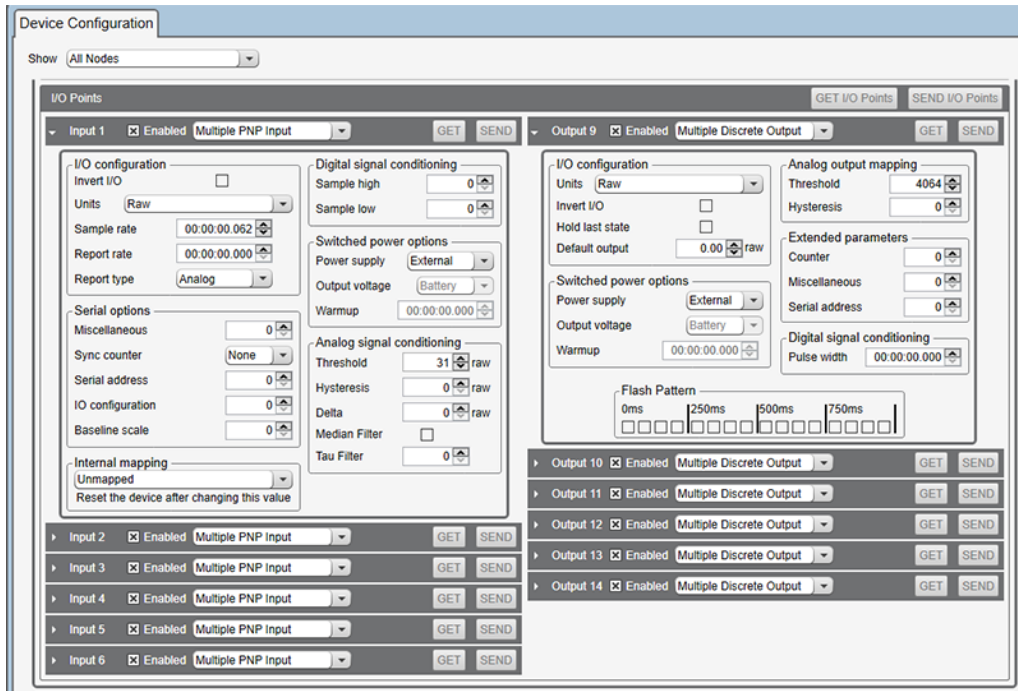 Device Configuration
Show All Nodes
I/O Points GET I/O Points SEND I/O Points
Input 1 Enabled Multiple PNP Input GET SEND
I/O configuration
Invert I/O
Units Raw
Sample rate 00:00:00.062
Report rate 00:00:00.000
Report type Analog
Serial options
Miscellaneous 0
Sync counter None
Serial address 0
IO configuration 0
Baseline scale 0
Internal mapping
Unmapped
Reset the device after changing this value
Digital signal conditioning
Sample high 0
Sample low 0
Switched power options
Power supply External
Output voltage Battery
Warmup 00:00:00.000
Analog signal conditioning
Threshold 31 raw
Hysteresis 0 raw
Delta 0 raw
Median Filter
Tau Filter 0
Input 2 Enabled Multiple PNP Input GET SEND
Input 3 Enabled Multiple PNP Input GET SEND
Input 4 Enabled Multiple PNP Input GET SEND
Input 5 Enabled Multiple PNP Input GET SEND
Input 6 Enabled Multiple PNP Input GET SEND
Output 9 Enabled Multiple Discrete Output GET SEND
I/O configuration
Units Raw
Invert I/O
Hold last state
Default output 0.00 raw
Switched power options
Power supply External
Output voltage Battery
Warmup 00:00:00.000
Analog output mapping
Threshold 4064
Hysteresis 0
Extended parameters
Counter 0
Miscellaneous 0
Serial address 0
Digital signal conditioning
Pulse width 00:00:00.000
Flash Pattern
0ms 250ms 500ms 750ms
Output 10 Enabled Multiple Discrete Output GET SEND
Output 11 Enabled Multiple Discrete Output GET SEND
Output 12 Enabled Multiple Discrete Output GET SEND
Output 13 Enabled Multiple Discrete Output GET SEND
Output 14 Enabled Multiple Discrete Output GET SEND